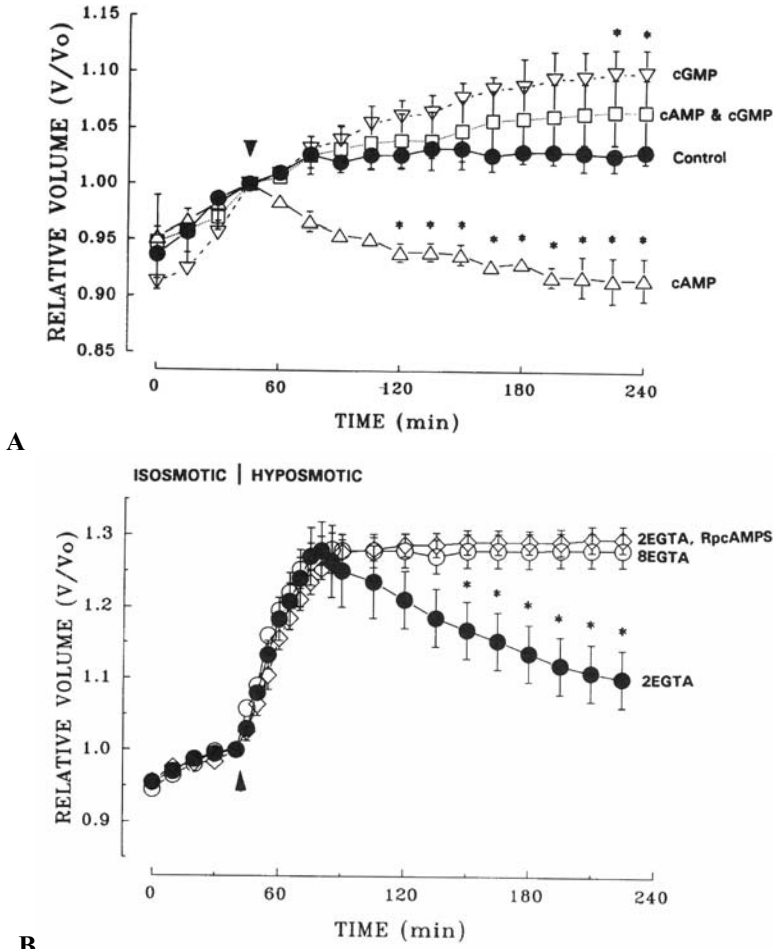 RELATIVE VOLUME (V/Vo)
1.10
1.05
1.00
0.95
0.90
0.85
* *
cGMP
cAMP & cGMP
Control
* * * * * * * * *
cAMP
0 60 120 180 240
TIME (min)
A
ISOSMOTIC | HYPOSMOTIC
RELATIVE VOLUME (V/Vo)
1.3
1.2
1.1
1.0
0.9
2EGTA, RpcAMPS
8EGTA
* * * * * *
2EGTA
0 60 120 180 240
TIME (min)
B